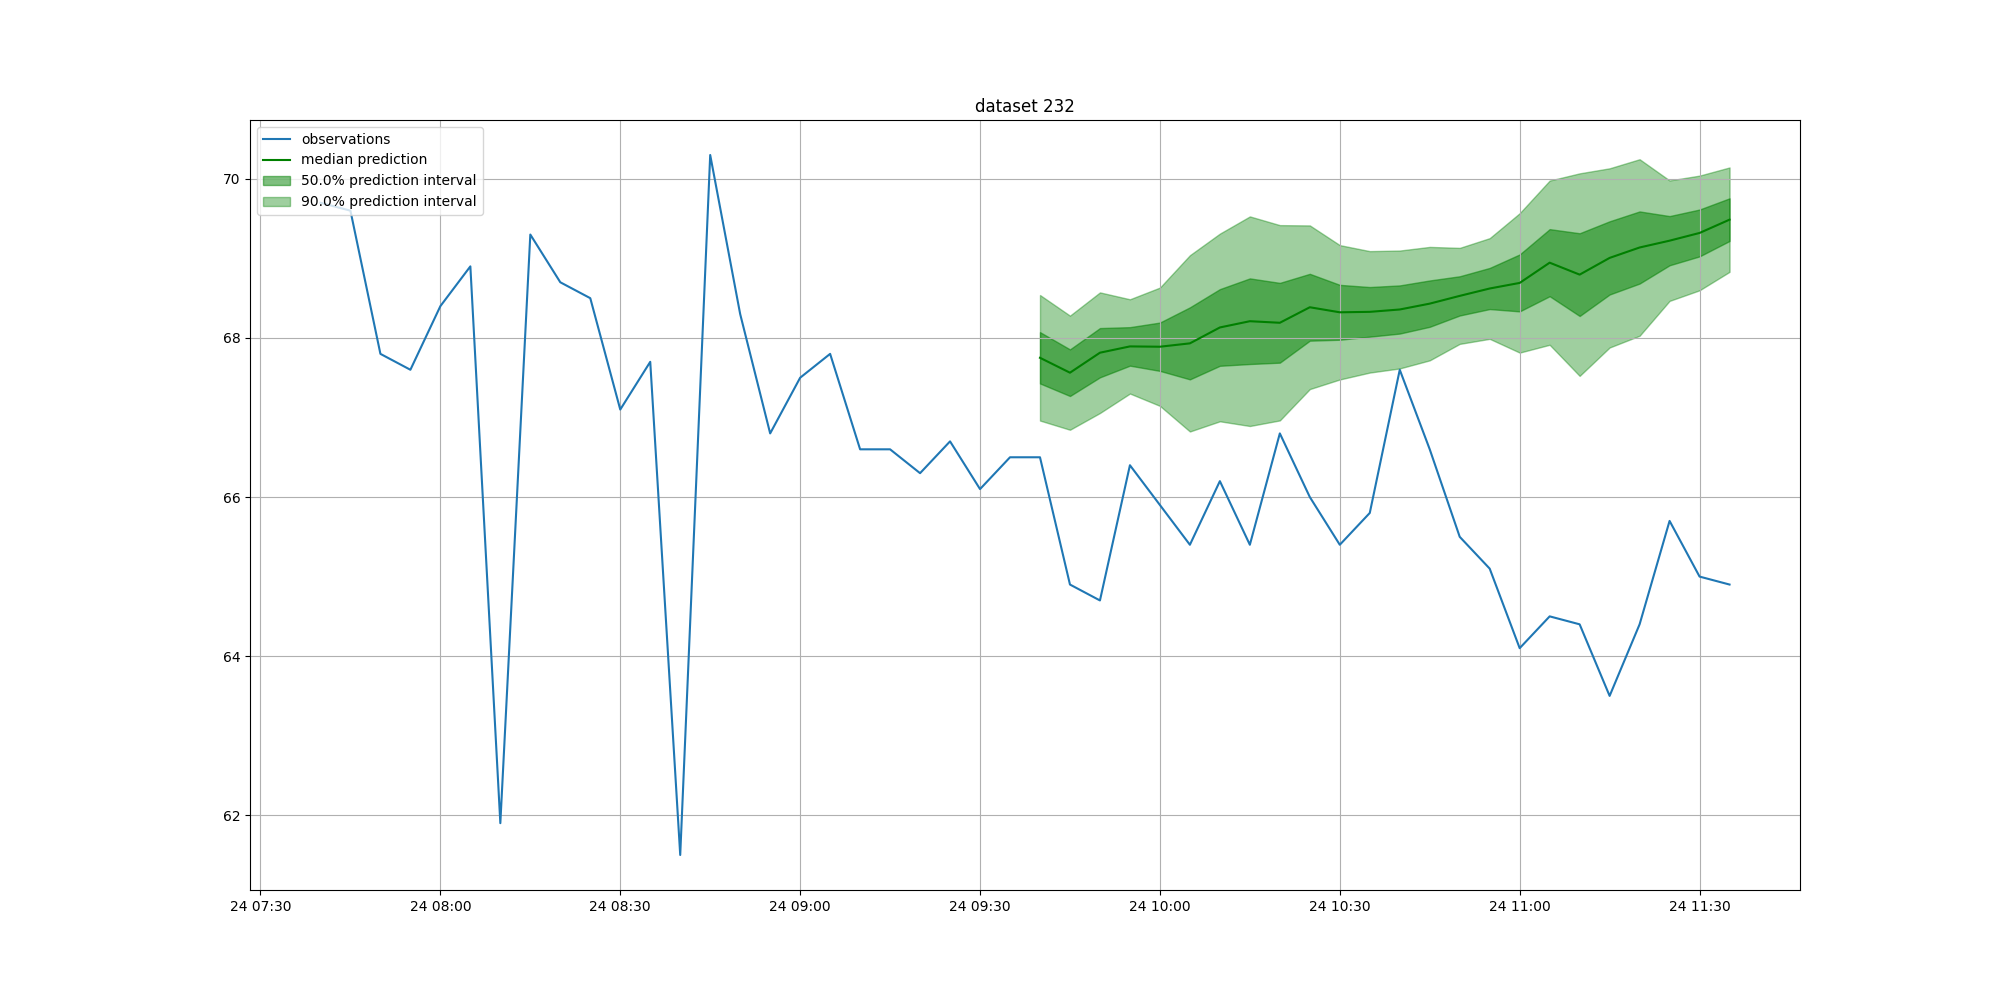 dataset 232
observations
median prediction
50.0% prediction interval
90.0% prediction interval
70
68
66
64
62
24 07:30 24 08:00 24 08:30 24 09:00 24 09:30 24 10:00 24 10:30 24 11:00 24 11:30